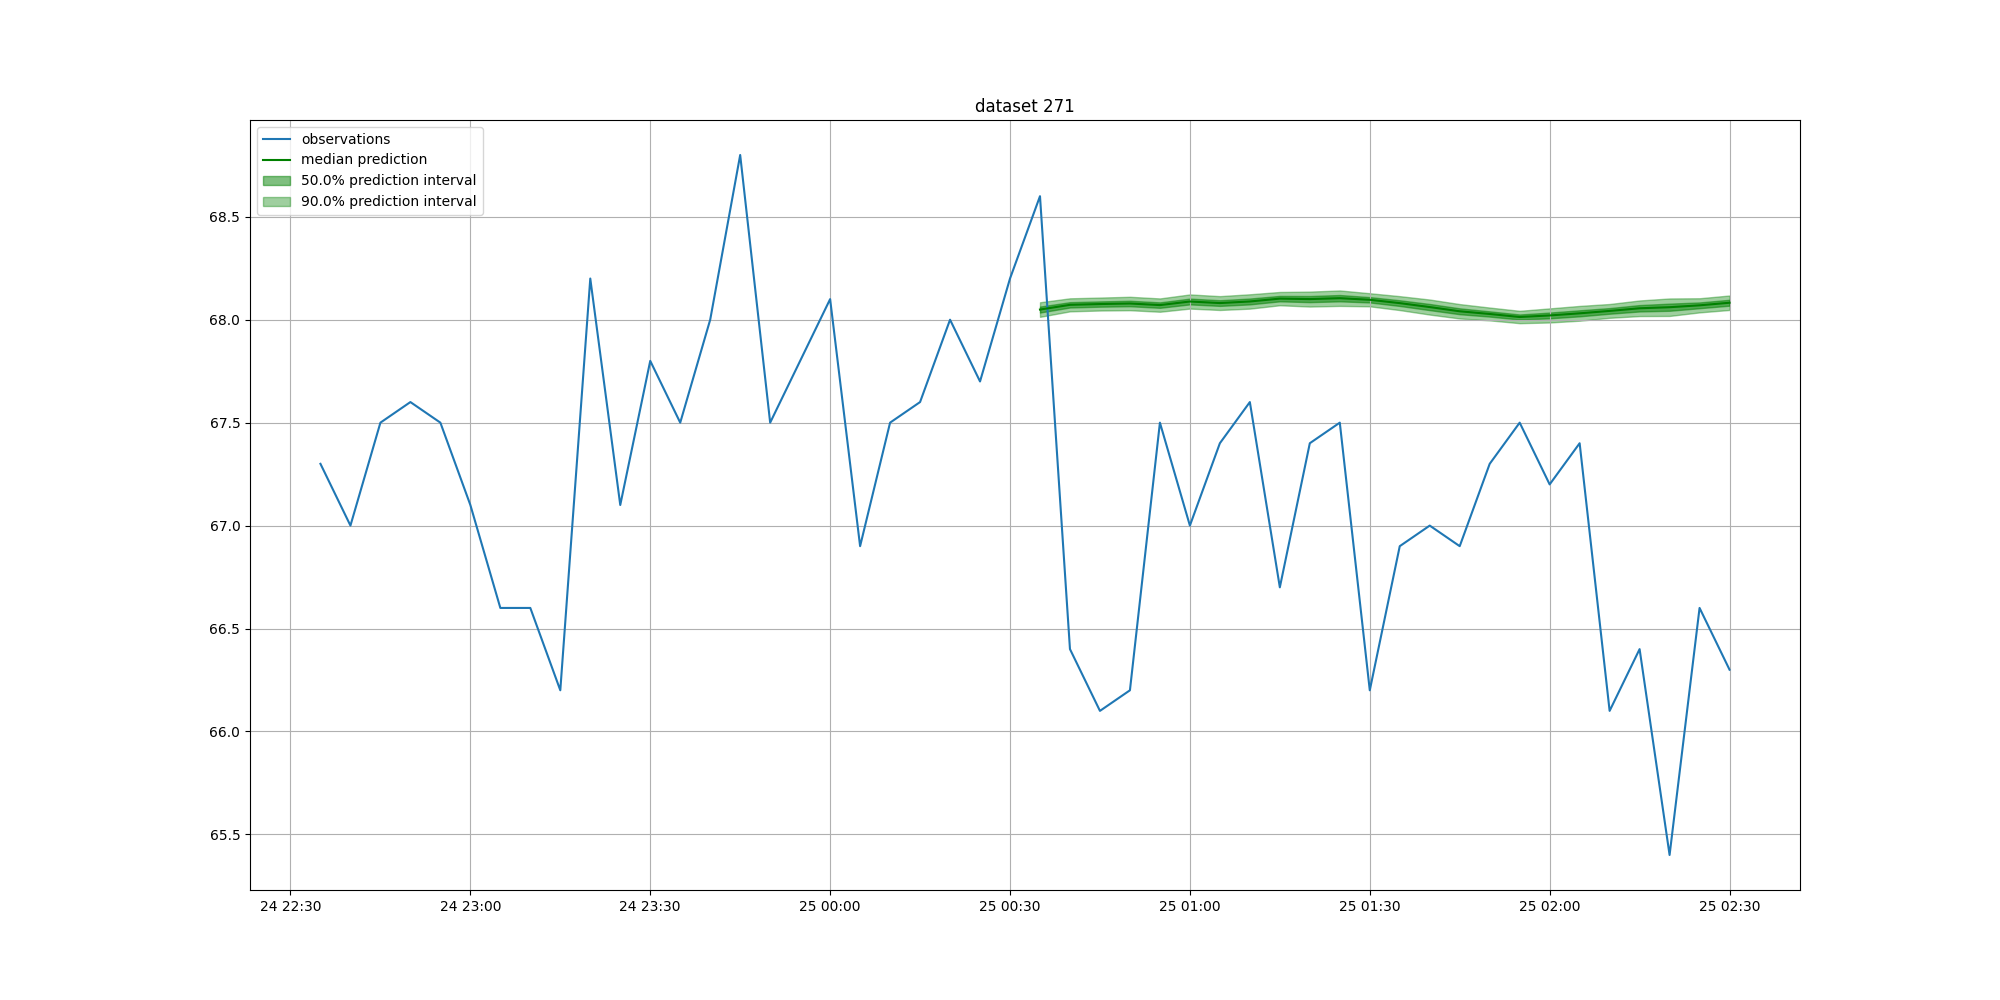 dataset 271
observations
median prediction
50.0% prediction interval
90.0% prediction interval
68.5
68.0
67.5
67.0
66.5
66.0
65.5
24 22:30 24 23:00 24 23:30 25 00:00 25 00:30 25 01:00 25 01:30 25 02:00 25 02:30